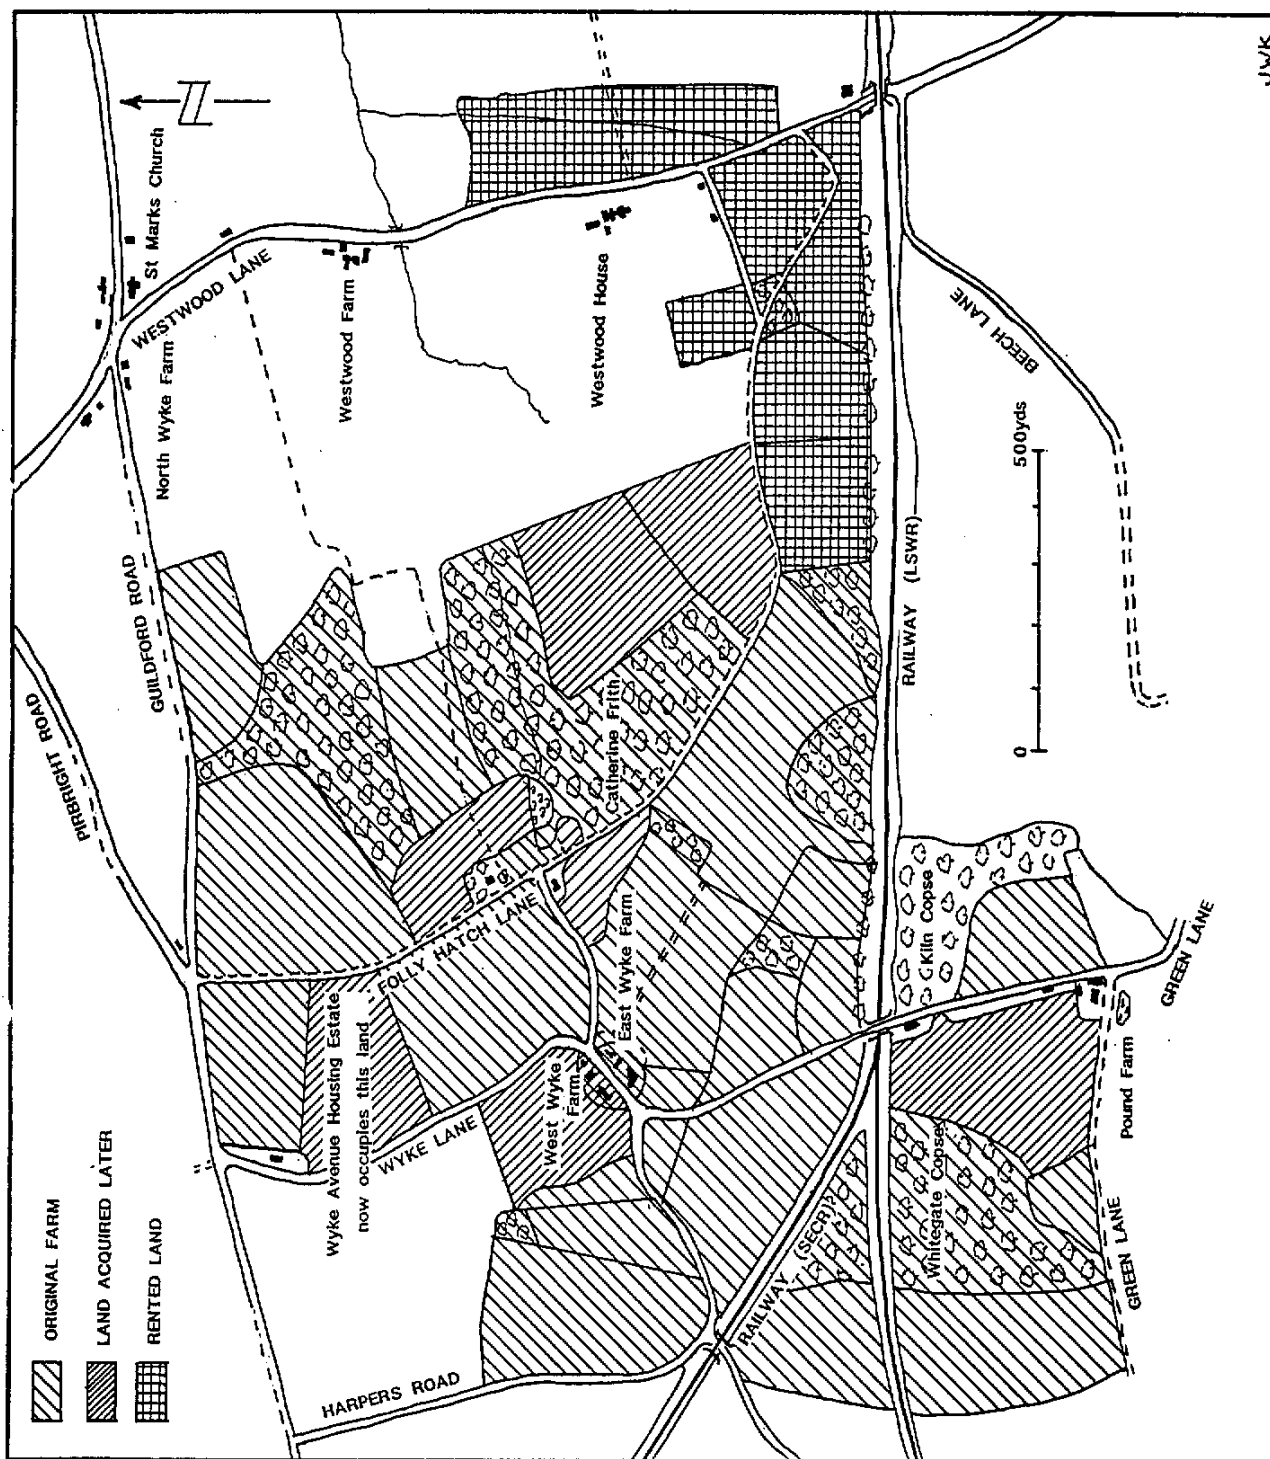 ORIGINAL FARM
LAND ACQUIRED LATER
RENTED LAND
HARPERS ROAD
Wyke Avenue Housing Estate
now occupies this land
WYKE LANE
West Wyke
Farm
East Wyke Farm
FOLLY HATCH LANE
PIRBRIGHT ROAD
GUILDFORD ROAD
North Wyke Farm
WESTWOOD LANE
St Marks Church
N
Westwood Farm
Westwood House
Catherine Frith
RAILWAY (SECR)
RAILWAY (LSWR)
BEECH LANE
0
500yds
Whitegate Copse
Kiln Copse
Pound Farm
GREEN LANE
GREEN LANE
JWK